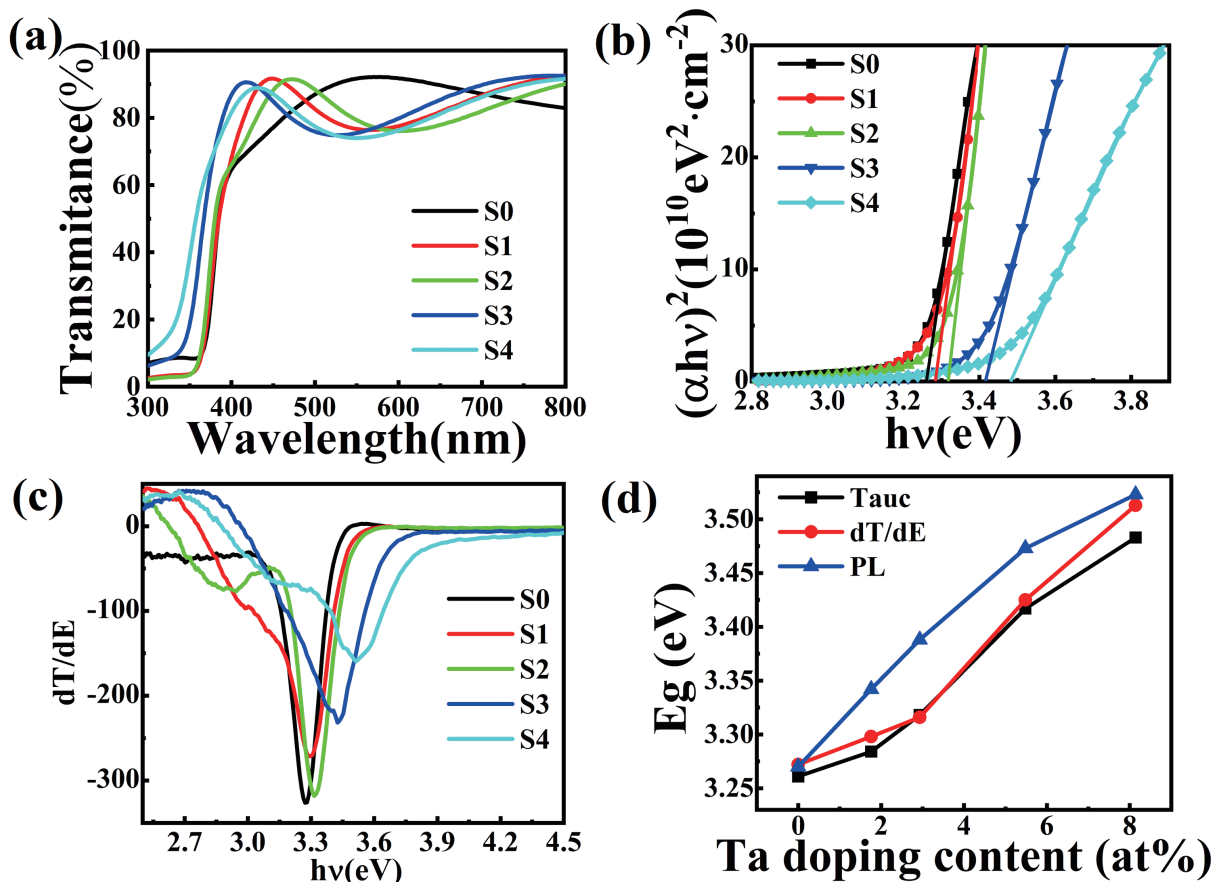 (a)
Transmitance(%)
100
80
60
40
20
0
300
400
500
600
700
800
Wavelength(nm)
S0
S1
S2
S3
S4
(b)
(αhν)²(10¹⁰eV².cm⁻²)
30
20
10
0
2.8
3.0
3.2
3.4
3.6
3.8
hν(eV)
S0
S1
S2
S3
S4
(c)
dT/dE
0
-100
-200
-300
2.7
3.0
3.3
3.6
3.9
4.2
4.5
hν(eV)
S0
S1
S2
S3
S4
(d)
Eg (eV)
3.50
3.45
3.40
3.35
3.30
3.25
0
2
4
6
8
Ta doping content (at%)
Tauc
dT/dE
PL